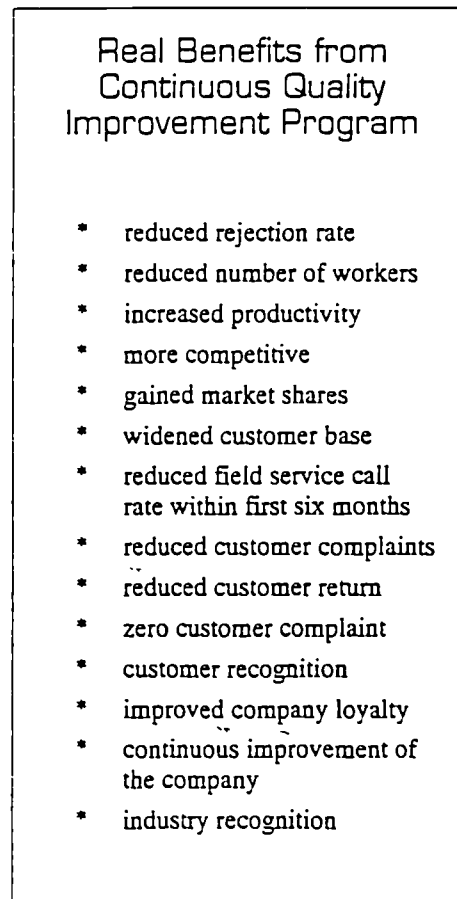 Real Benefits from
Continuous Quality
Improvement Program
* reduced rejection rate
* reduced number of workers
* increased productivity
* more competitive
* gained market shares
* widened customer base
* reduced field service call
rate within first six months
* reduced customer complaints
* reduced customer return
* zero customer complaint
* customer recognition
* improved company loyalty
* continuous improvement of
the company
* industry recognition